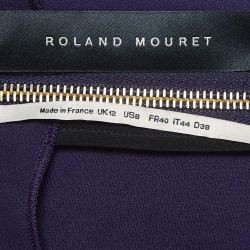 ROLAND MOURET
Made in France UK12 US8 FR40 IT44 D38